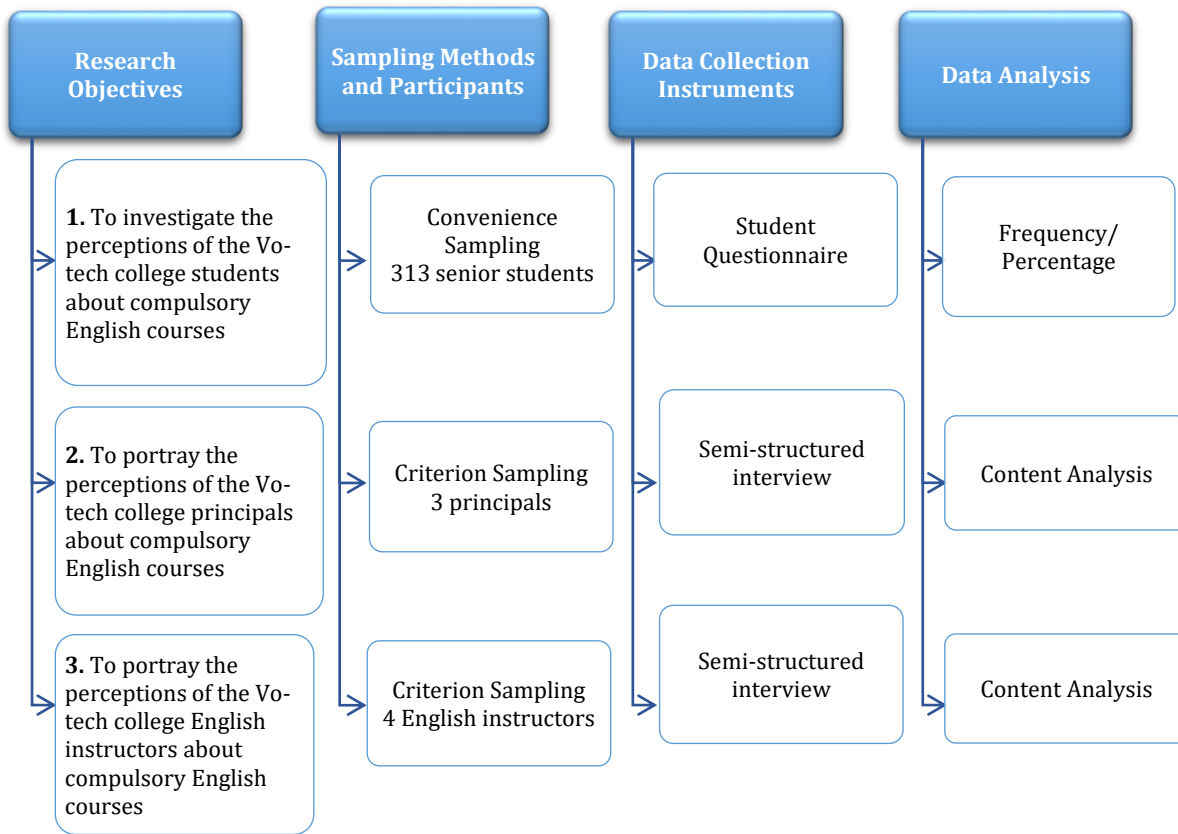 Research
Objectives
Sampling Methods
and Participants
Data Collection
Instruments
Data Analysis
1. To investigate the
perceptions of the Vo-
tech college students
about compulsory
English courses
Convenience
Sampling
313 senior students
Student
Questionnaire
Frequency/
Percentage
2. To portray the
perceptions of the Vo-
tech college principals
about compulsory
English courses
Criterion Sampling
3 principals
Semi-structured
interview
Content Analysis
3. To portray the
perceptions of the Vo-
tech college English
instructors about
compulsory English
courses
Criterion Sampling
4 English instructors
Semi-structured
interview
Content Analysis